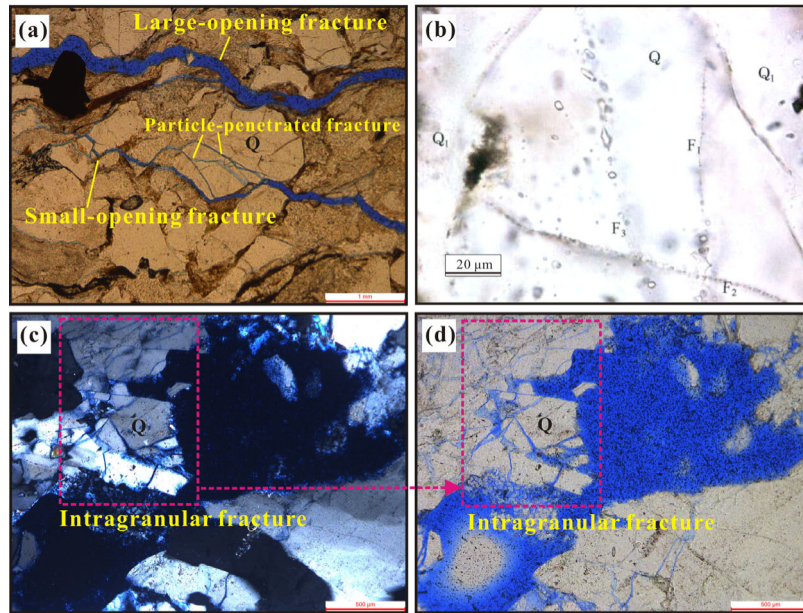 (a)
Large-opening fracture
Particle-penetrated fracture
Q
Small-opening fracture
1 mm
(b)
Q
Q1
Q1
F1
F3
F2
20 μm
(c)
Q
Intragranular fracture
500 μm
(d)
Q
Intragranular fracture
500 μm